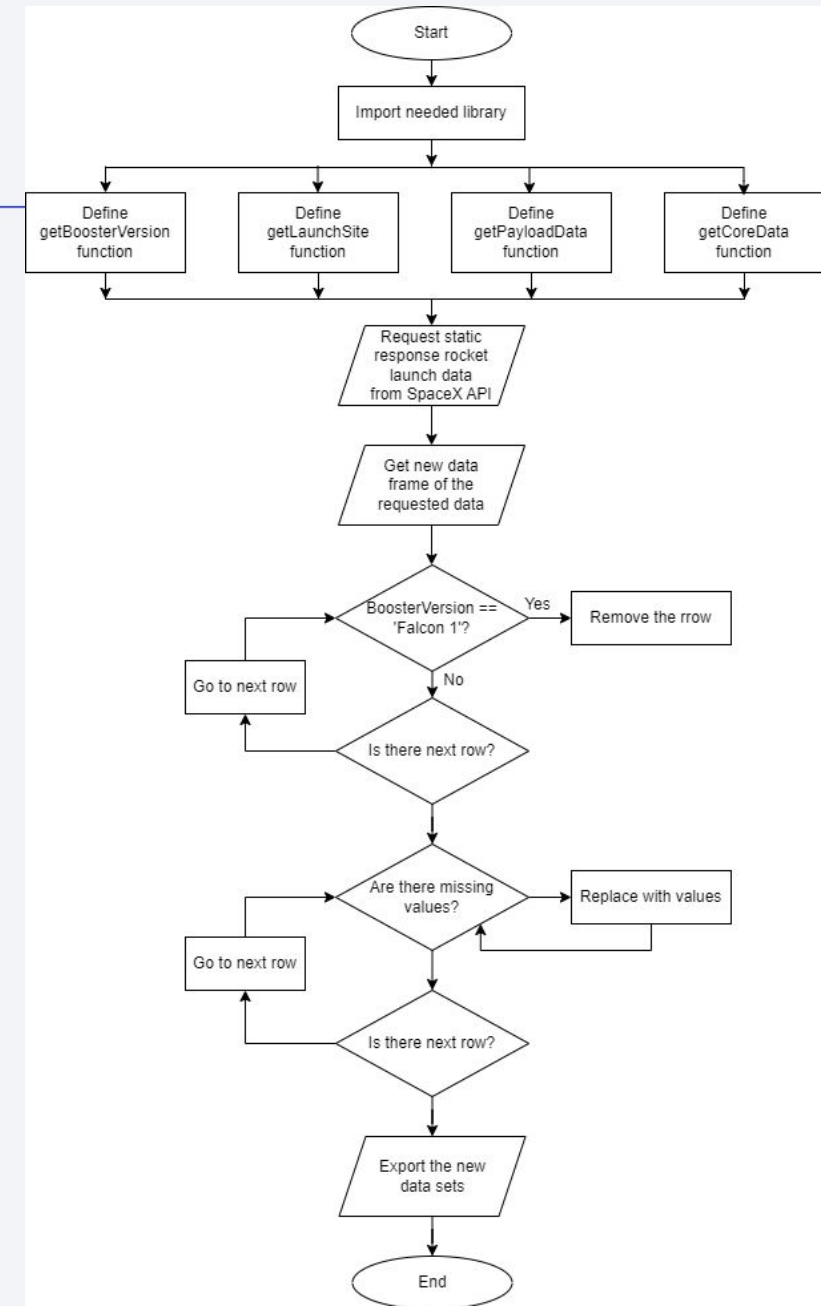 Start
Import needed library
Define
getBoosterVersion
function
Define
getLaunchSite
function
Define
getPayloadData
function
Define
getCoreData
function
Request static
response rocket
launch data
from SpaceX API
Get new data
frame of the
requested data
BoosterVersion ==
'Falcon 1'?
Yes
Remove the rrow
No
Go to next row
Is there next row?
Are there missing
values?
Replace with values
Go to next row
Is there next row?
Export the new
data sets
End